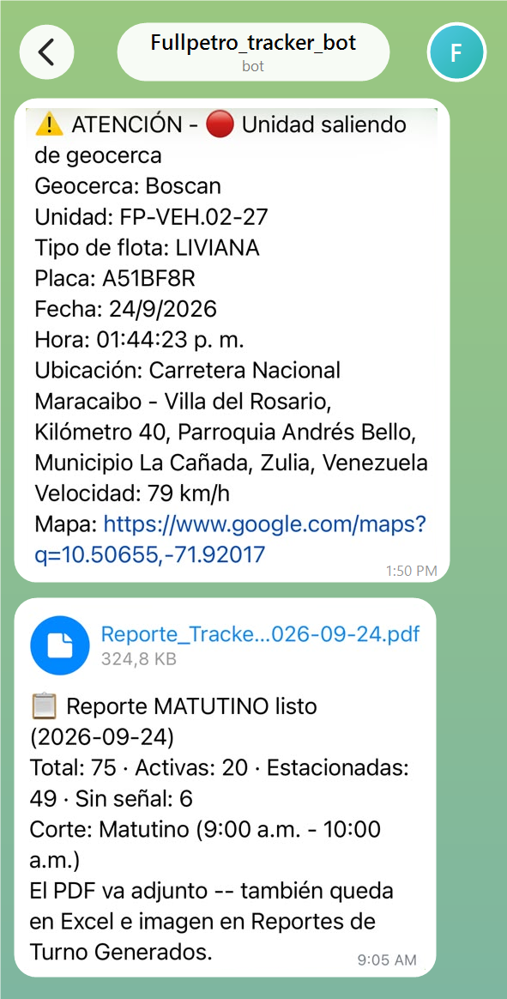 Fullpetro_tracker_bot
bot
F
⚠️ ATENCIÓN - 🔴 Unidad saliendo
de geocerca
Geocerca: Boscan
Unidad: FP-VEH.02-27
Tipo de flota: LIVIANA
Placa: A51BF8R
Fecha: 24/9/2026
Hora: 01:44:23 p. m.
Ubicación: Carretera Nacional
Maracaibo - Villa del Rosario,
Kilómetro 40, Parroquia Andrés Bello,
Municipio La Cañada, Zulia, Venezuela
Velocidad: 79 km/h
Mapa: https://www.google.com/maps?
q=10.50655,-71.92017
1:50 PM
Reporte_Tracke...026-09-24.pdf
324,8 KB
📋 Reporte MATUTINO listo
(2026-09-24)
Total: 75 · Activas: 20 · Estacionadas:
49 · Sin señal: 6
Corte: Matutino (9:00 a.m. - 10:00
a.m.)
El PDF va adjunto -- también queda
en Excel e imagen en Reportes de
Turno Generados.
9:05 AM